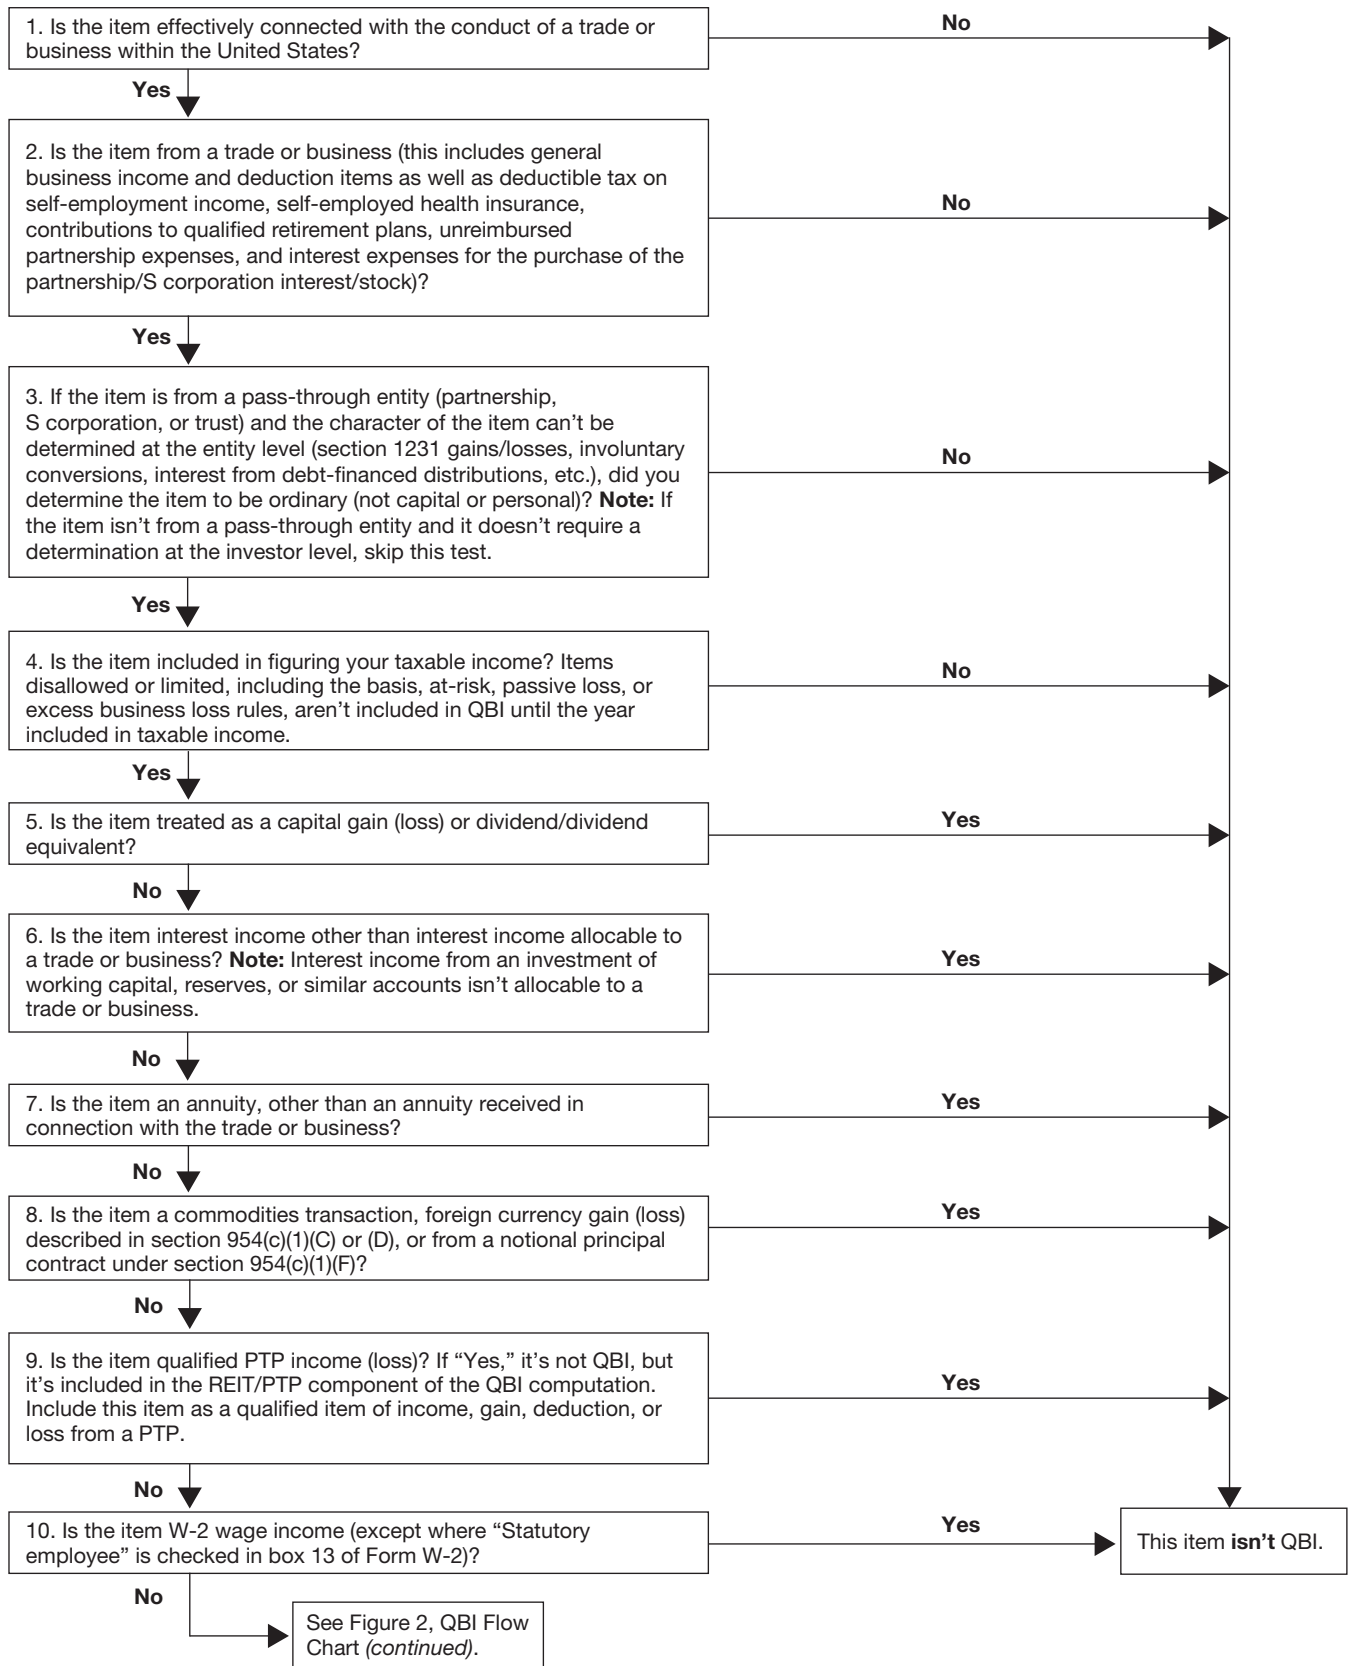 1. Is the item effectively connected with the conduct of a trade or
business within the United States?
No
Yes
2. Is the item from a trade or business (this includes general
business income and deduction items as well as deductible tax on
self-employment income, self-employed health insurance,
contributions to qualified retirement plans, unreimbursed
partnership expenses, and interest expenses for the purchase of the
partnership/S corporation interest/stock)?
No
Yes
3. If the item is from a pass-through entity (partnership,
S corporation, or trust) and the character of the item can’t be
determined at the entity level (section 1231 gains/losses, involuntary
conversions, interest from debt-financed distributions, etc.), did you
determine the item to be ordinary (not capital or personal)? Note: If
the item isn’t from a pass-through entity and it doesn’t require a
determination at the investor level, skip this test.
No
Yes
4. Is the item included in figuring your taxable income? Items
disallowed or limited, including the basis, at-risk, passive loss, or
excess business loss rules, aren’t included in QBI until the year
included in taxable income.
No
Yes
5. Is the item treated as a capital gain (loss) or dividend/dividend
equivalent?
Yes
No
6. Is the item interest income other than interest income allocable to
a trade or business? Note: Interest income from an investment of
working capital, reserves, or similar accounts isn’t allocable to a
trade or business.
Yes
No
7. Is the item an annuity, other than an annuity received in
connection with the trade or business?
Yes
No
8. Is the item a commodities transaction, foreign currency gain (loss)
described in section 954(c)(1)(C) or (D), or from a notional principal
contract under section 954(c)(1)(F)?
Yes
No
9. Is the item qualified PTP income (loss)? If “Yes,” it’s not QBI, but
it’s included in the REIT/PTP component of the QBI computation.
Include this item as a qualified item of income, gain, deduction, or
loss from a PTP.
Yes
No
10. Is the item W-2 wage income (except where “Statutory
employee” is checked in box 13 of Form W-2)?
Yes
This item isn’t QBI.
No
See Figure 2, QBI Flow
Chart (continued).